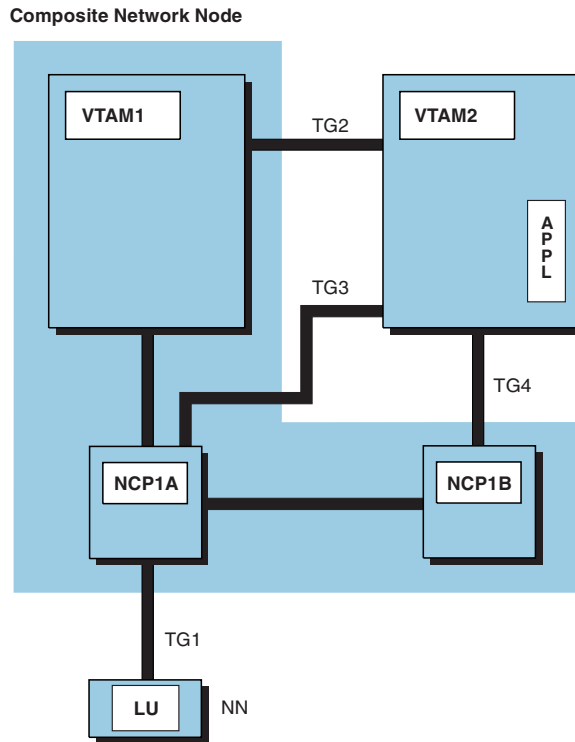 Composite Network Node
VTAM1
TG2
VTAM2
A
P
P
L
TG3
TG4
NCP1A
NCP1B
TG1
LU
NN